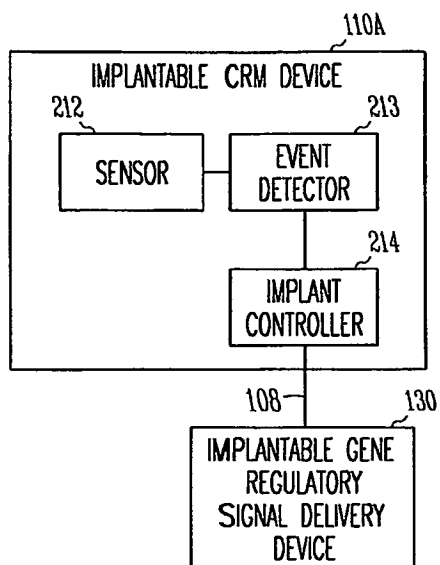 110A
IMPLANTABLE CRM DEVICE
212
213
SENSOR
EVENT
DETECTOR
214
IMPLANT
CONTROLLER
108
130
IMPLANTABLE GENE
REGULATORY
SIGNAL DELIVERY
DEVICE